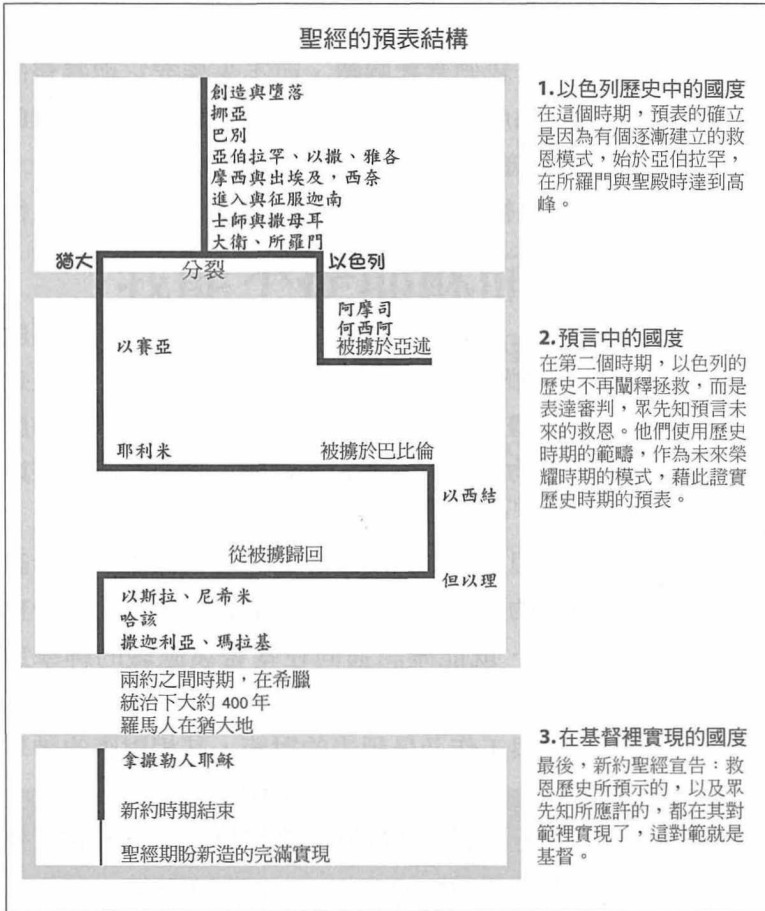 聖經的預表結構
創造與墮落
挪亞
巴別
亞伯拉罕、以撒、雅各
摩西與出埃及，西奈
進入與征服迦南
士師與撒母耳
大衛、所羅門
猶大
分裂
以色列
1.以色列歷史中的國度
在這個時期，預表的確立
是因為有個逐漸建立的救
恩模式，始於亞伯拉罕，
在所羅門與聖殿時達到高
峰。
阿摩司
何西阿
被擄於亞述
以賽亞
耶利米
被擄於巴比倫
以西結
從被擄歸回
但以理
以斯拉、尼希米
哈該
撒迦利亞、瑪拉基
2.預言中的國度
在第二個時期，以色列的
歷史不再闡釋拯救，而是
表達審判，眾先知預言未
來的救恩。他們使用歷史
時期的範疇，作為未來榮
耀時期的模式，藉此證實
歷史時期的預表。
兩約之間時期，在希臘
統治下大約 400 年
羅馬人在猶大地
拿撒勒人耶穌
新約時期結束
聖經期盼新造的完滿實現
3.在基督裡實現的國度
最後，新約聖經宣告：救
恩歷史所預示的，以及眾
先知所應許的，都在其對
範裡實現了，這對範就是
基督。